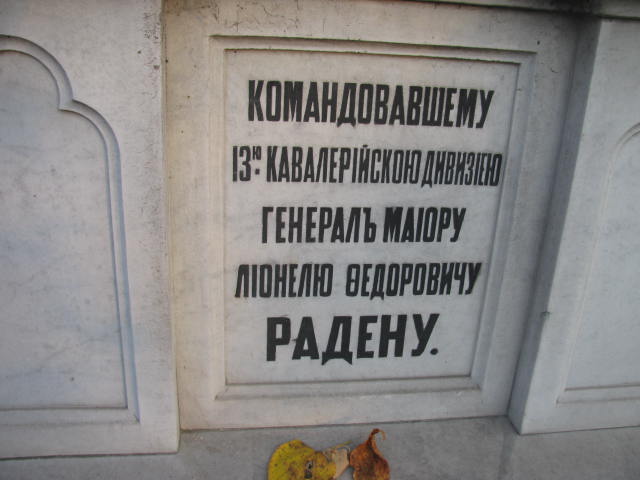 КОМАНДОВАВШЕМУ
13ю. КАВАЛЕРІЙСКОЮ ДИВИЗІЕЮ
ГЕНЕРАЛЪ МАІОРУ
ЛІОНЕЛЮ ѲЕДОРОВИЧУ
РАДЕНУ.